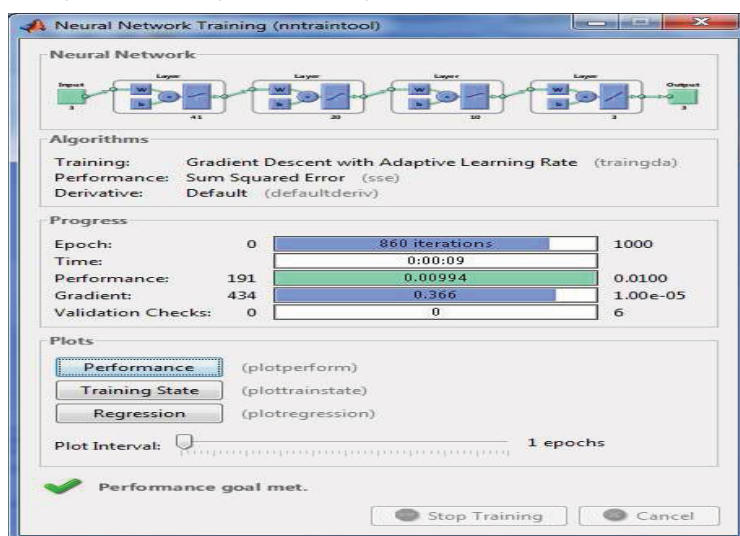 Neural Network Training (nntraintool)
Neural Network
Layer Layer Layer Layer
Input Output
W W W W
b b b b
3 3
41 20 10 3
Algorithms
Training: Gradient Descent with Adaptive Learning Rate (traingda)
Performance: Sum Squared Error (sse)
Derivative: Default (defaultderiv)
Progress
Epoch: 0 860 iterations 1000
Time: 0:00:09
Performance: 191 0.00994 0.0100
Gradient: 434 0.366 1.00e-05
Validation Checks: 0 0 6
Plots
Performance (plotperform)
Training State (plottrainstate)
Regression (plotregression)
Plot Interval: 1 epochs
Performance goal met.
Stop Training Cancel